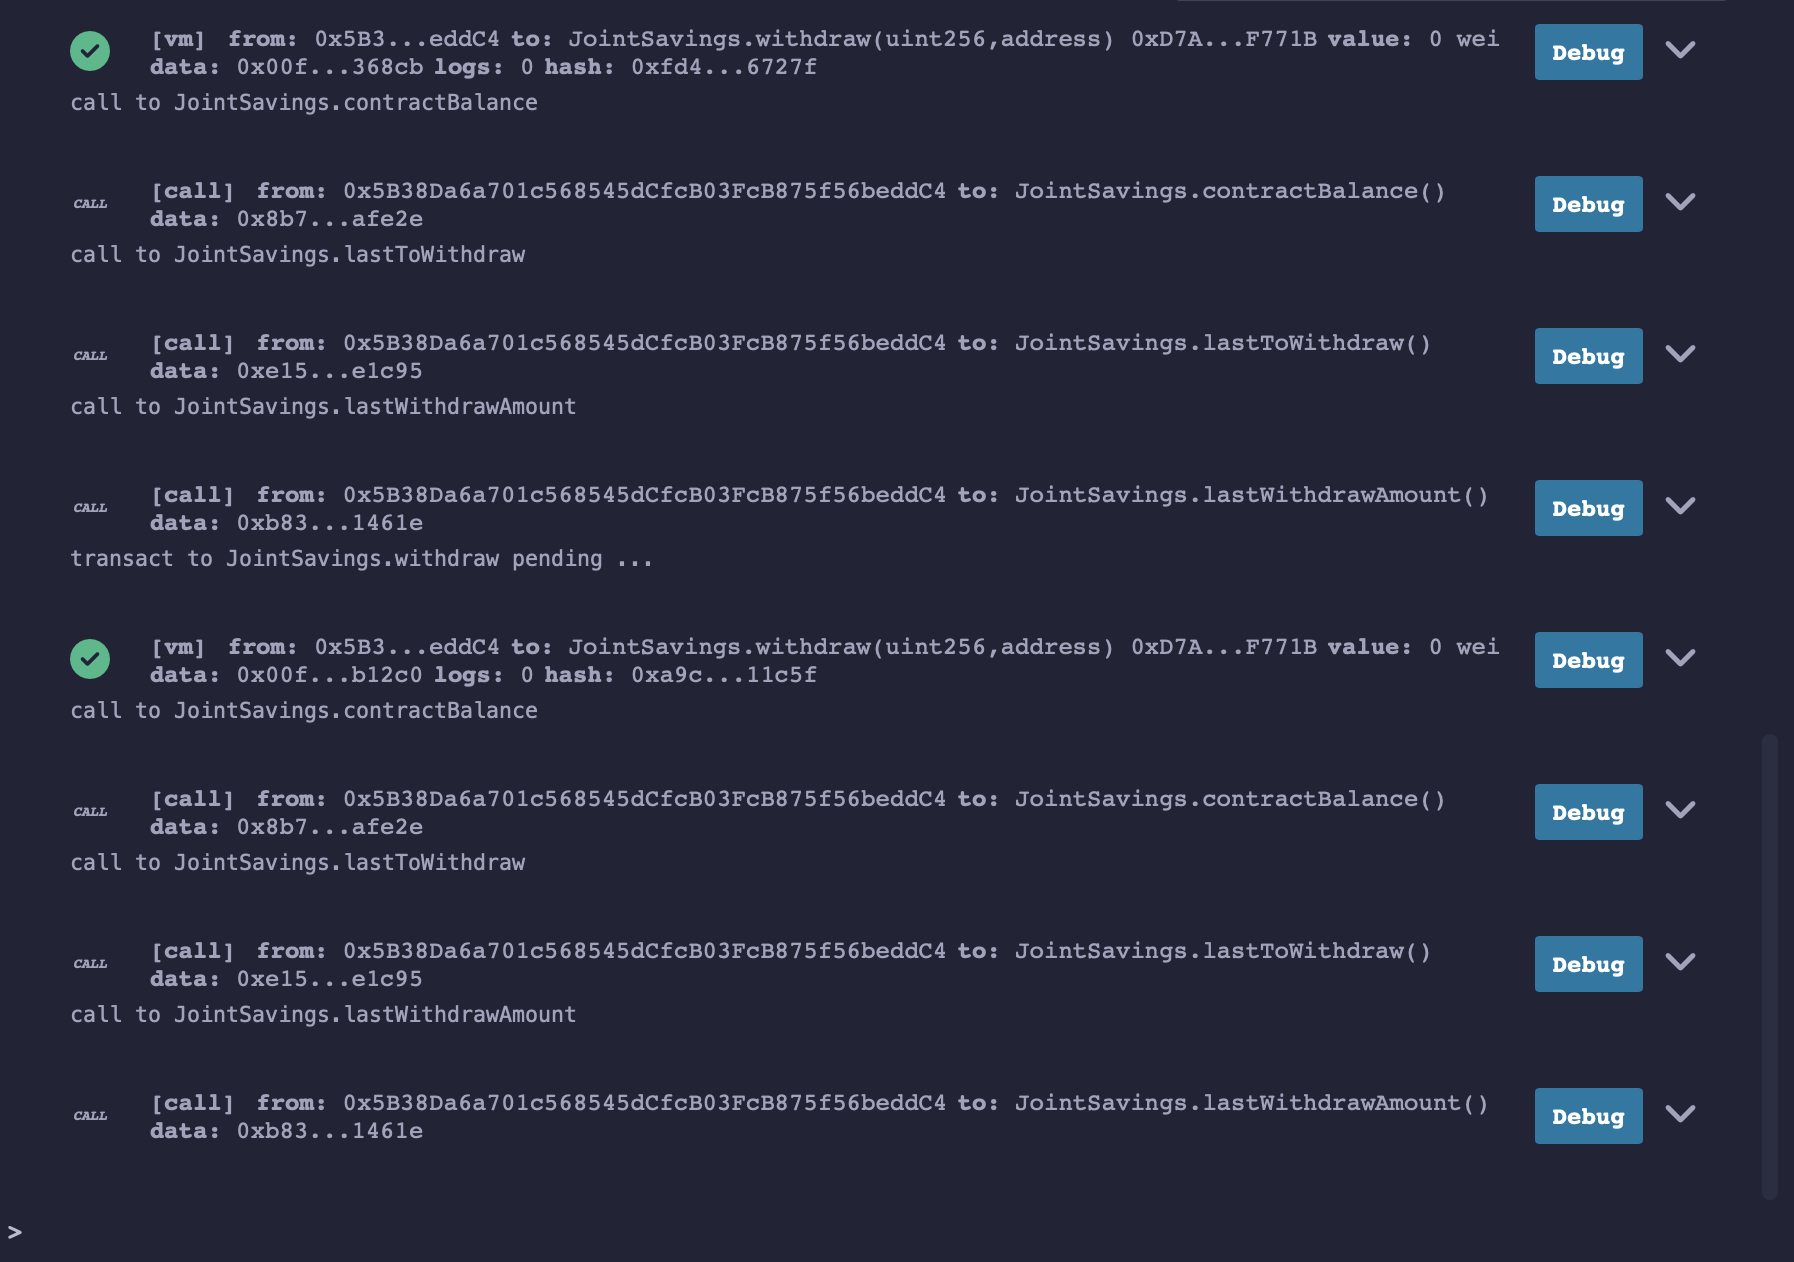 [vm] from: 0x5B3...eddC4 to: JointSavings.withdraw(uint256,address) 0xD7A...F771B value: 0 wei
data: 0x00f...368cb logs: 0 hash: 0xfd4...6727f
Debug
call to JointSavings.contractBalance
CALL
[call] from: 0x5B38Da6a701c568545dCfcB03FcB875f56beddC4 to: JointSavings.contractBalance()
data: 0x8b7...afe2e
Debug
call to JointSavings.lastToWithdraw
CALL
[call] from: 0x5B38Da6a701c568545dCfcB03FcB875f56beddC4 to: JointSavings.lastToWithdraw()
data: 0xe15...e1c95
Debug
call to JointSavings.lastWithdrawAmount
CALL
[call] from: 0x5B38Da6a701c568545dCfcB03FcB875f56beddC4 to: JointSavings.lastWithdrawAmount()
data: 0xb83...1461e
Debug
transact to JointSavings.withdraw pending ...
[vm] from: 0x5B3...eddC4 to: JointSavings.withdraw(uint256,address) 0xD7A...F771B value: 0 wei
data: 0x00f...b12c0 logs: 0 hash: 0xa9c...11c5f
Debug
call to JointSavings.contractBalance
CALL
[call] from: 0x5B38Da6a701c568545dCfcB03FcB875f56beddC4 to: JointSavings.contractBalance()
data: 0x8b7...afe2e
Debug
call to JointSavings.lastToWithdraw
CALL
[call] from: 0x5B38Da6a701c568545dCfcB03FcB875f56beddC4 to: JointSavings.lastToWithdraw()
data: 0xe15...e1c95
Debug
call to JointSavings.lastWithdrawAmount
CALL
[call] from: 0x5B38Da6a701c568545dCfcB03FcB875f56beddC4 to: JointSavings.lastWithdrawAmount()
data: 0xb83...1461e
Debug
>